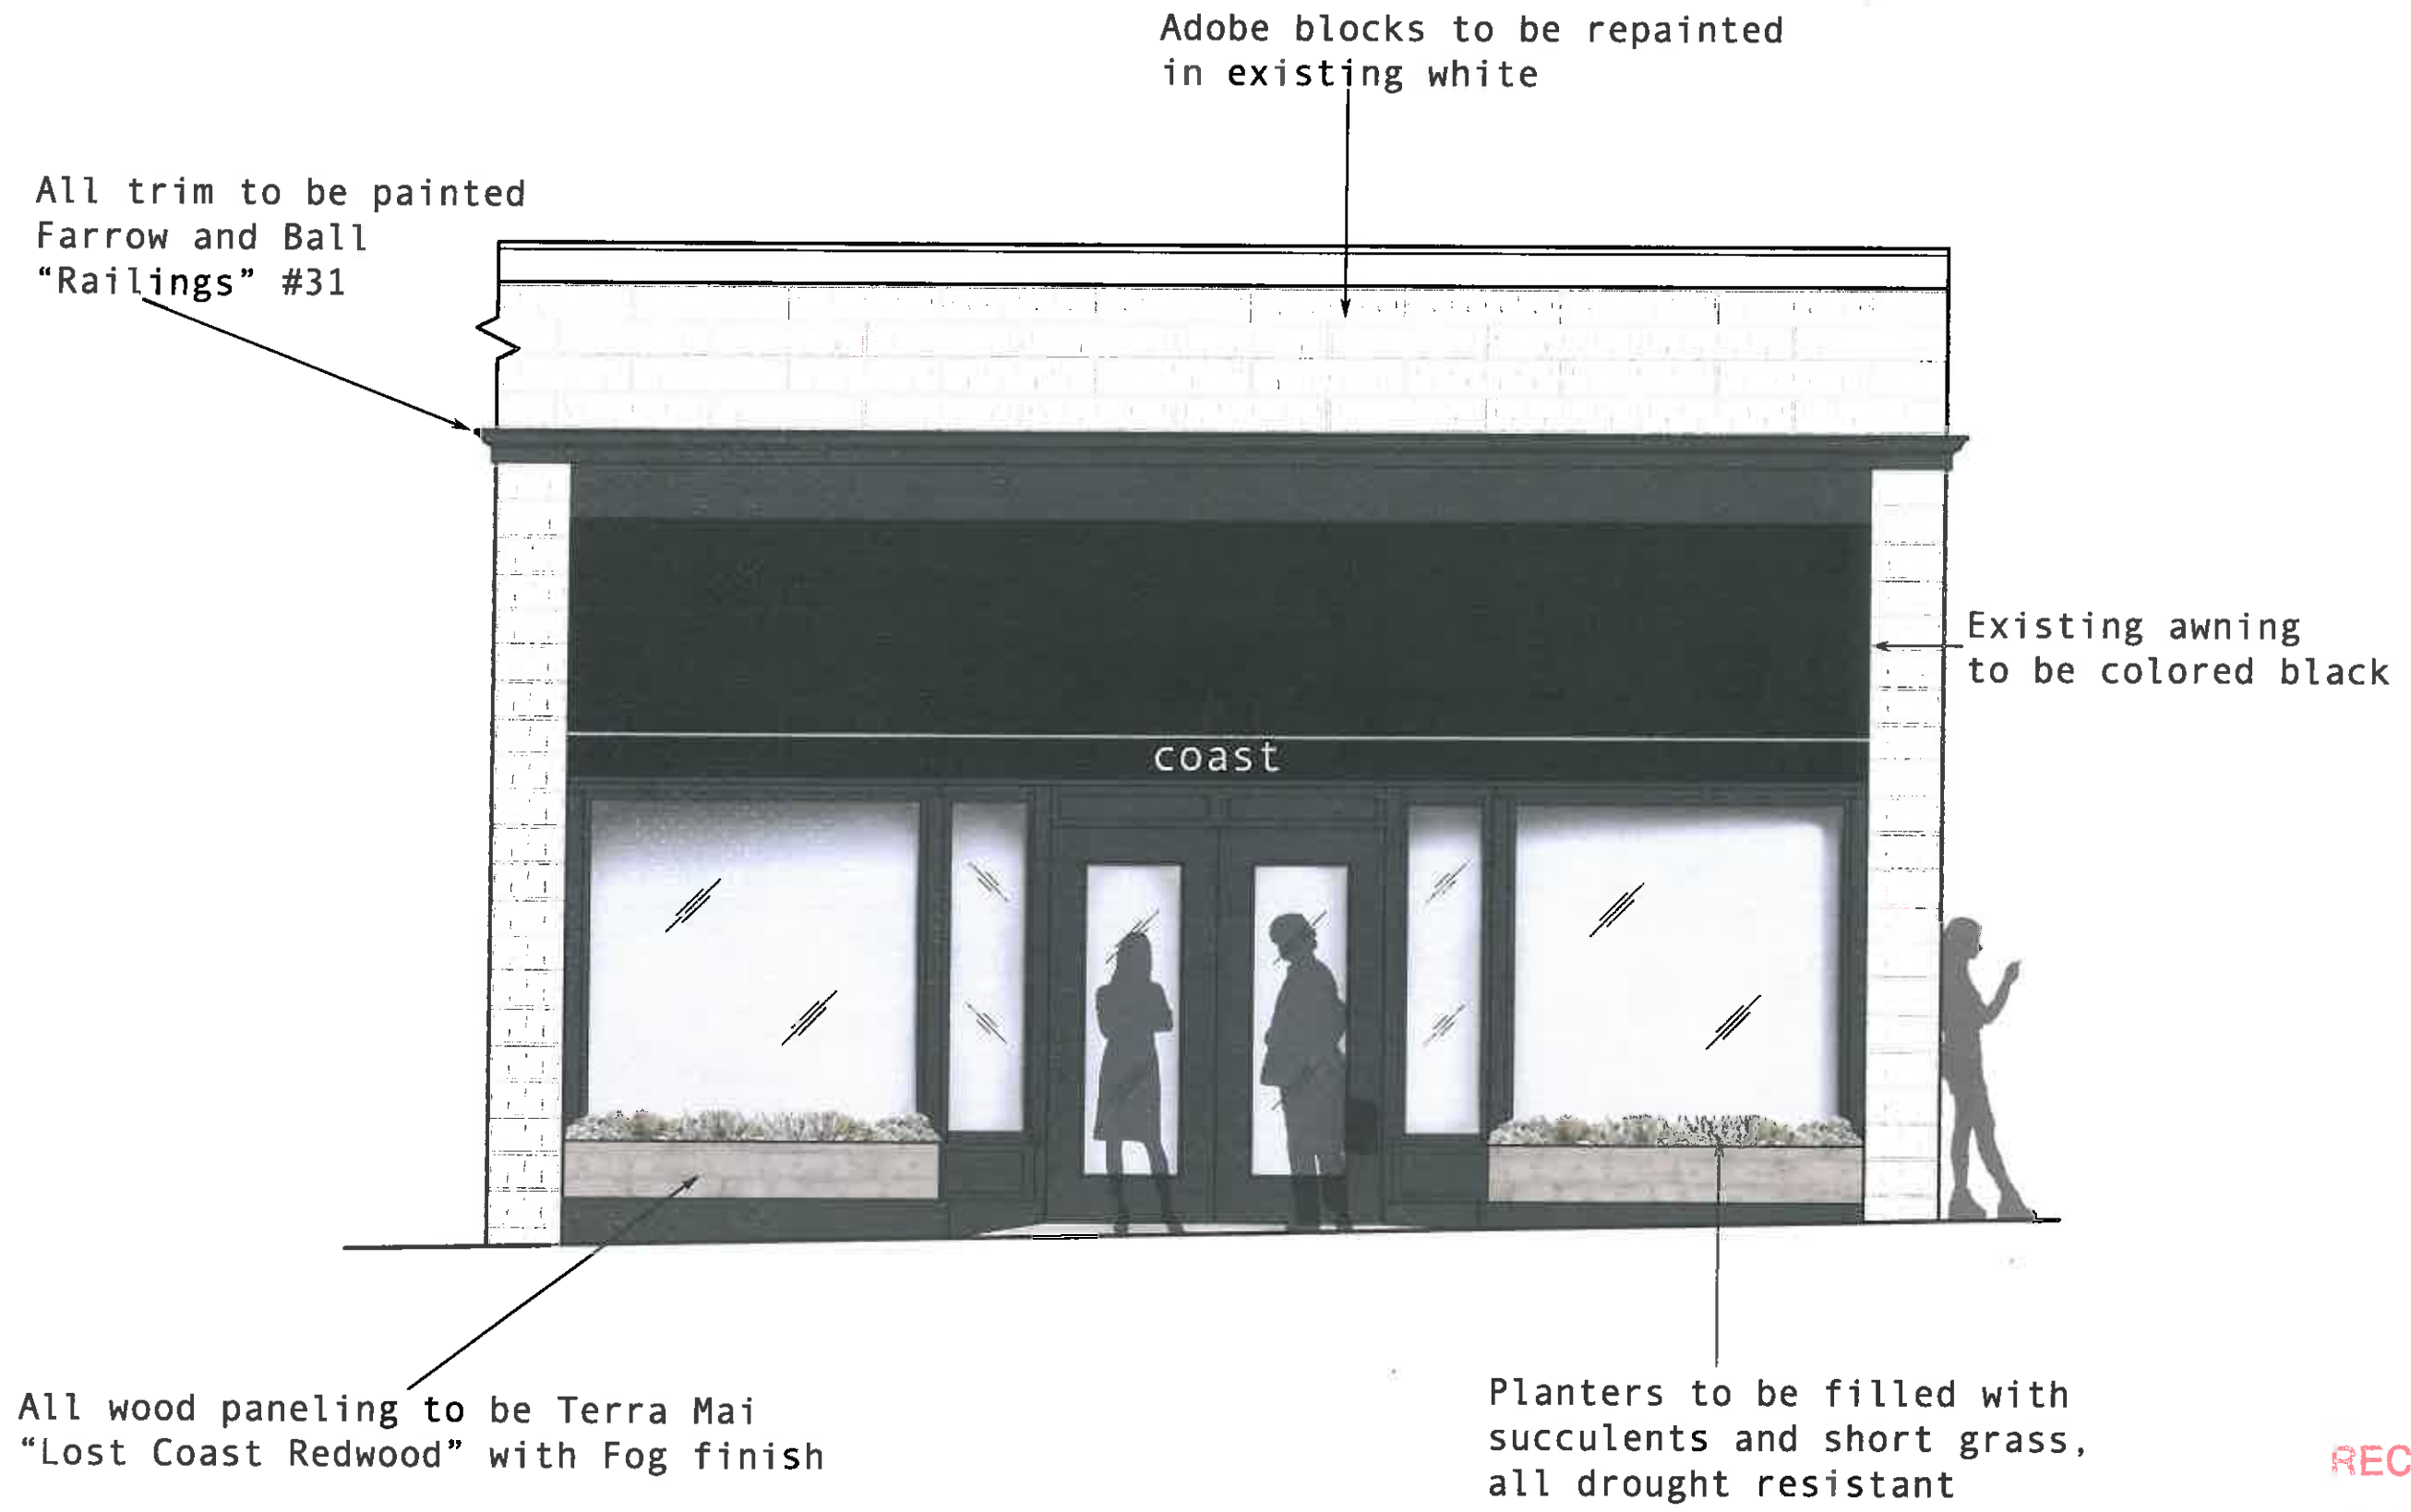 Adobe blocks to be repainted
in existing white
All trim to be painted
Farrow and Ball
“Railings” #31
Existing awning
to be colored black
coast
All wood paneling to be Terra Mai
“Lost Coast Redwood” with Fog finish
Planters to be filled with
succulents and short grass,
all drought resistant
REC